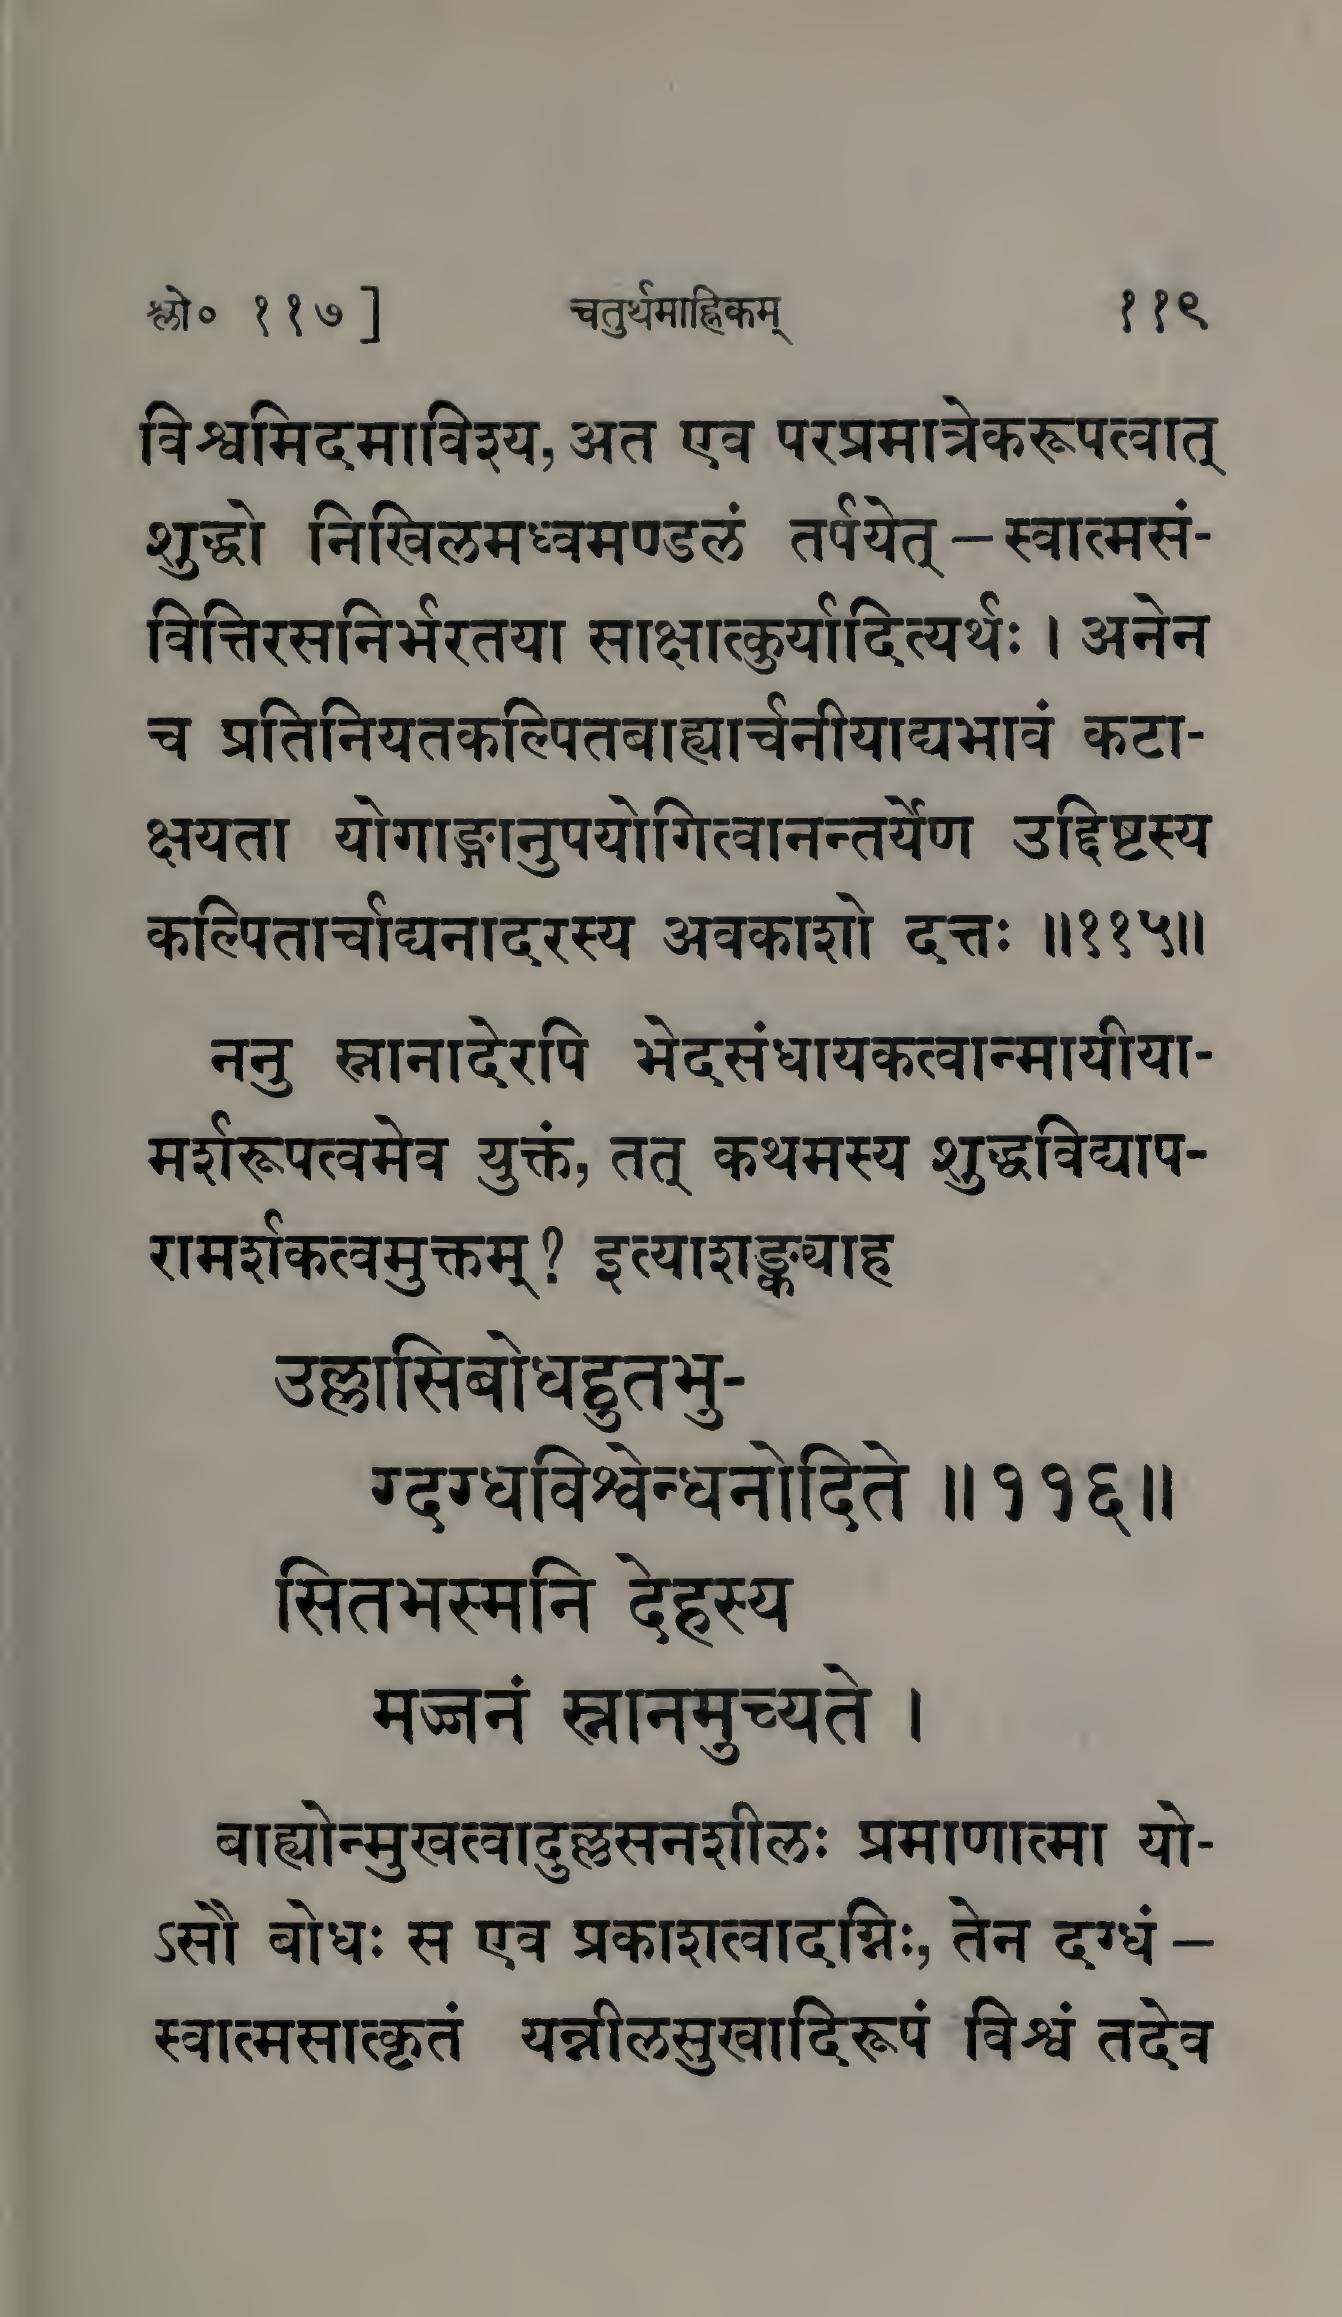 श्लो० ११७ ] चतुर्थमाह्निकम् ११९
विश्वमिदमाविश्य, अत एव परप्रमात्रेकरूपत्वात्
शुद्धो निखिलमध्वमण्डलं तर्पयेत् – स्वात्मसं-
वित्तिरसनिर्भरतया साक्षात्कुर्यादित्यर्थः । अनेन
च प्रतिनियतकल्पितबाह्यार्चनीयाद्यभावं कटा-
क्षयता योगाङ्गानुपयोगित्वानन्तर्येण उद्दिष्टस्य
कल्पितार्चाद्यनादरस्य अवकाशो दत्तः ॥११५॥
ननु स्नानादेरपि भेदसंधायकत्वान्मायीया-
मर्शरूपत्वमेव युक्तं, तत् कथमस्य शुद्धविद्याप-
रामर्शकत्वमुक्तम् ? इत्याशङ्क्याह
उल्लासिबोधहुतभु-
ग्दग्धविश्वेन्धनोदिते ॥ ११६॥
सितभस्मनि देहस्य
मज्जनं स्नानमुच्यते ।
बाह्योन्मुखत्वादुल्लसनशीलः प्रमाणात्मा यो-
ऽसौ बोधः स एव प्रकाशत्वादग्निः, तेन दग्धं –
स्वात्मसात्कृतं यन्नीलसुखादिरूपं विश्वं तदेव